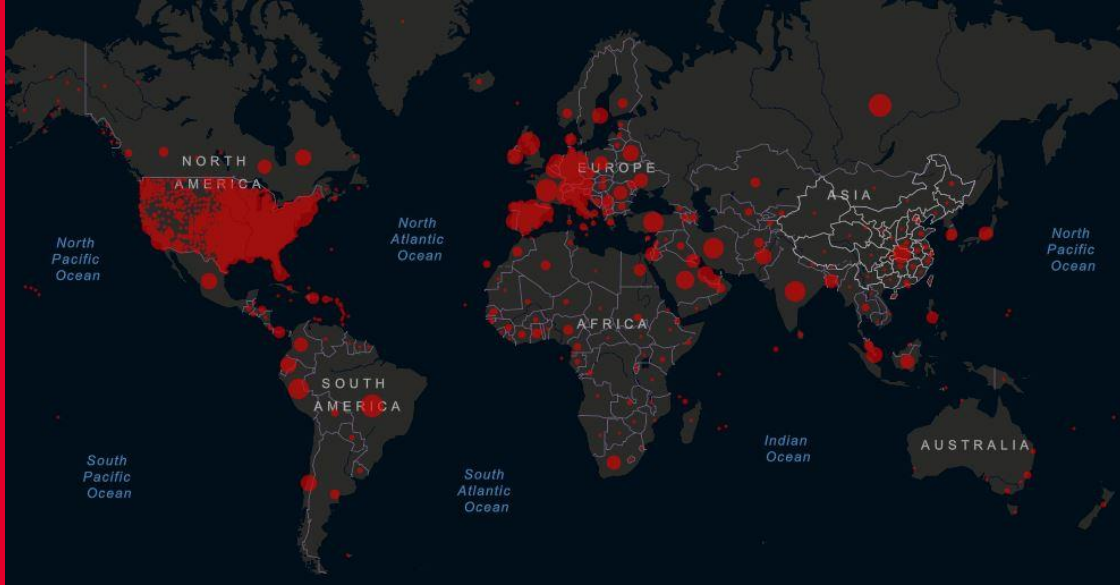 NORTH
AMERICA
EUROPE
ASIA
North
Pacific
Ocean
North
Atlantic
Ocean
North
Pacific
Ocean
AFRICA
SOUTH
AMERICA
South
Pacific
Ocean
South
Atlantic
Ocean
Indian
Ocean
AUSTRALIA